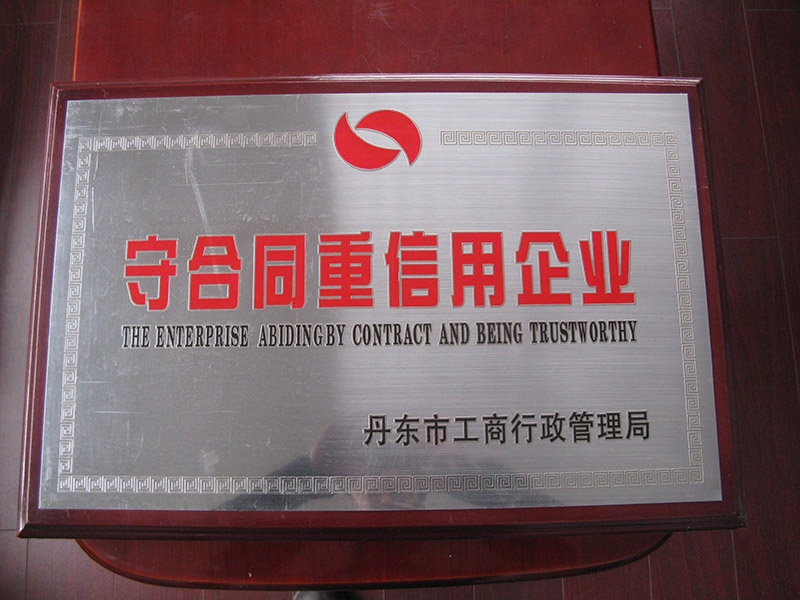 守合同重信用企业
THE ENTERPRISE ABIDING BY CONTRACT AND BEING TRUSTWORTHY
丹东市工商行政管理局